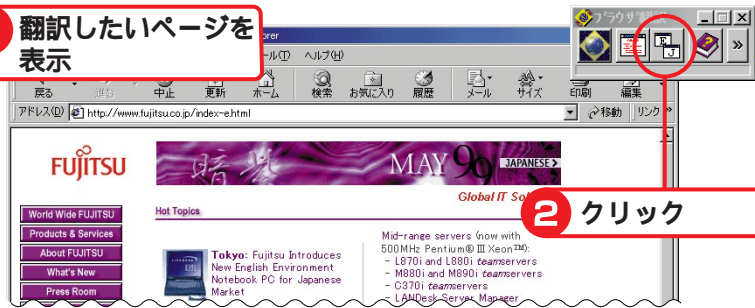 翻訳したいページを
表示
ブラウザ翻訳
orer
ール(T) ヘルプ(H)
戻る 進む 中止 更新 ホーム 検索 お気に入り 履歴 メール サイズ 印刷 編集
アドレス(D) http://www.fujitsu.co.jp/index-e.html 移動 リンク »
FUJITSU
MAY 99 JAPANESE >
Global IT So
2 クリック
World Wide FUJITSU
Products & Services
About FUJITSU
What's New
Press Room
Hot Topics
Tokyo: Fujitsu Introduces
New English Environment
Notebook PC for Japanese
Market
Mid-range servers (now with
500MHz Pentium® III Xeon™):
- L870i and L880i teamservers
- M880i and M890i teamservers
- C370i teamservers
- LANDesk Server Manager